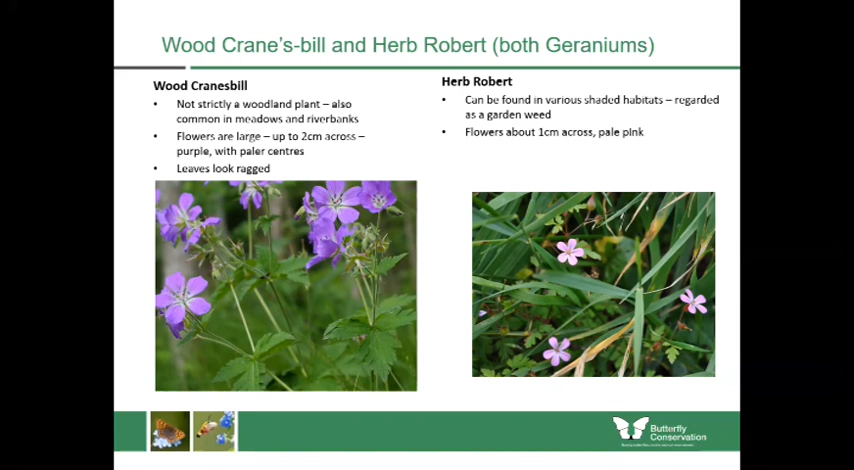 Wood Crane's-bill and Herb Robert (both Geraniums)
Wood Cranesbill
• Not strictly a woodland plant – also
common in meadows and riverbanks
• Flowers are large – up to 2cm across –
purple, with paler centres
• Leaves look ragged
Herb Robert
• Can be found in various shaded habitats – regarded
as a garden weed
• Flowers about 1cm across, pale pink
Butterfly
Conservation